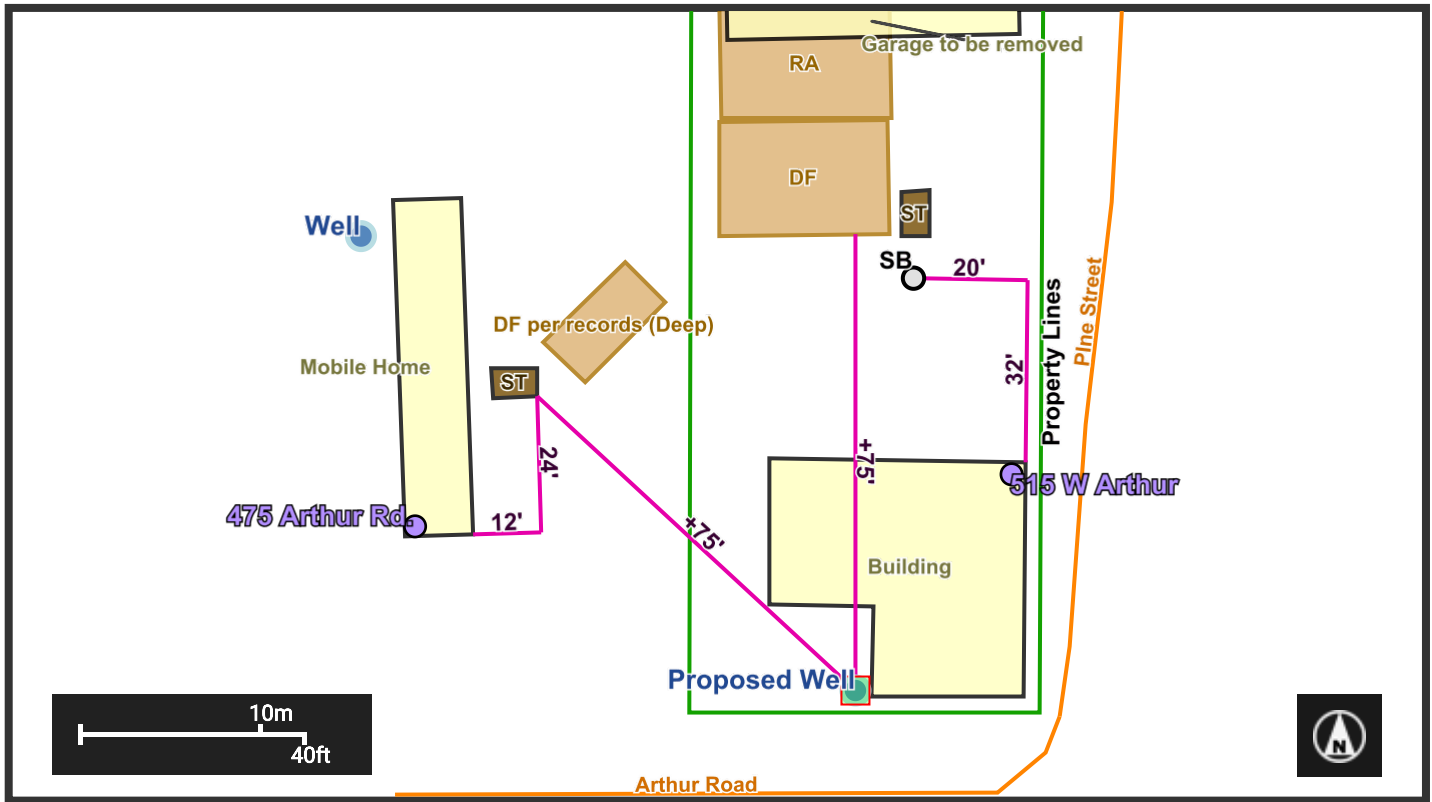 Garage to be removed
RA
DF
ST
Well
SB
20'
DF per records (Deep)
Mobile Home
ST
32'
Property Lines
PIne Street
24'
+75'
515 W Arthur
475 Arthur Rd.
12'
+75'
Building
Proposed Well
10m
40ft
N
Arthur Road